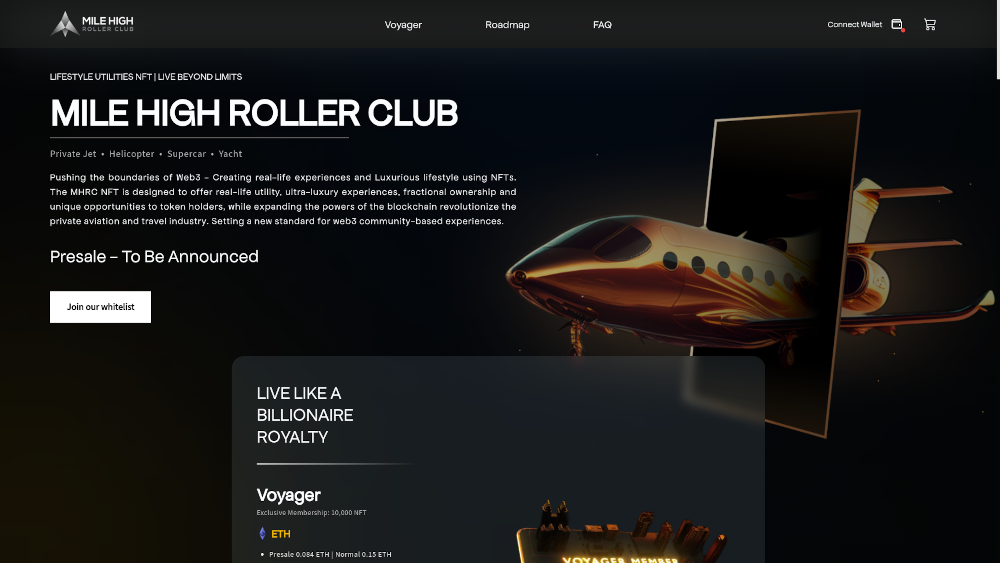 MILE HIGH
ROLLER CLUB
Voyager
Roadmap
FAQ
Connect Wallet
LIFESTYLE UTILITIES NFT | LIVE BEYOND LIMITS
MILE HIGH ROLLER CLUB
Private Jet • Helicopter • Supercar • Yacht
Pushing the boundaries of Web3 - Creating real-life experiences and Luxurious lifestyle using NFTs.
The MHRC NFT is designed to offer real-life utility, ultra-luxury experiences, fractional ownership and
unique opportunities to token holders, while expanding the powers of the blockchain revolutionize the
private aviation and travel industry. Setting a new standard for web3 community-based experiences.
Presale - To Be Announced
Join our whitelist
LIVE LIKE A
BILLIONAIRE
ROYALTY
Voyager
Exclusive Membership: 10,000 NFT
ETH
• Presale 0.084 ETH | Normal 0.15 ETH
VOYAGER MEMBER